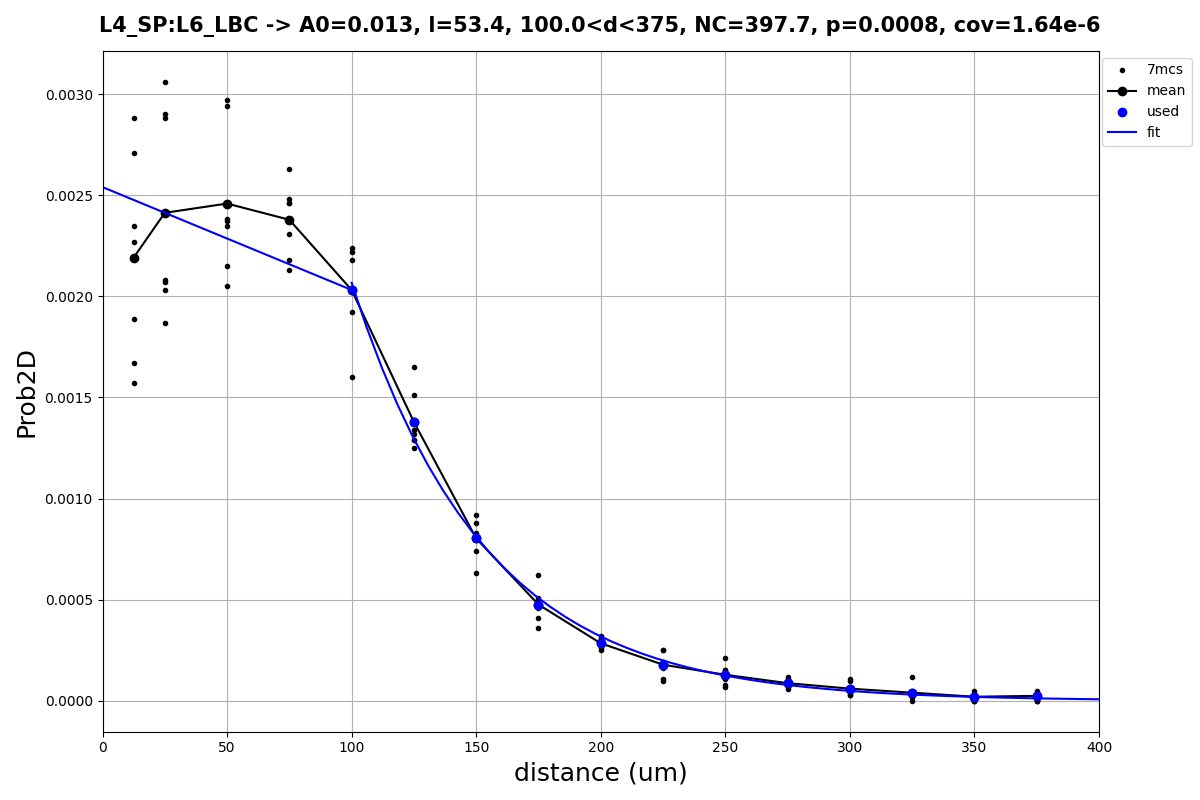 L4_SP:L6_LBC -> A0=0.013, l=53.4, 100.0<d<375, NC=397.7, p=0.0008, cov=1.64e-6
7mcs
mean
used
fit
0.0030
0.0025
0.0020
0.0015
0.0010
0.0005
0.0000
Prob2D
0 50 100 150 200 250 300 350 400
distance (um)